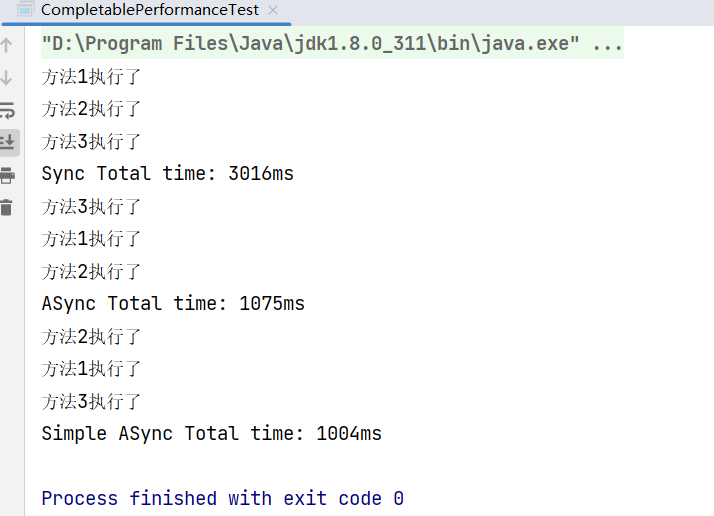 CompletablePerformanceTest
"D:\Program Files\Java\jdk1.8.0_311\bin\java.exe" ...
方法1执行了
方法2执行了
方法3执行了
Sync Total time: 3016ms
方法3执行了
方法1执行了
方法2执行了
ASync Total time: 1075ms
方法2执行了
方法1执行了
方法3执行了
Simple ASync Total time: 1004ms
Process finished with exit code 0